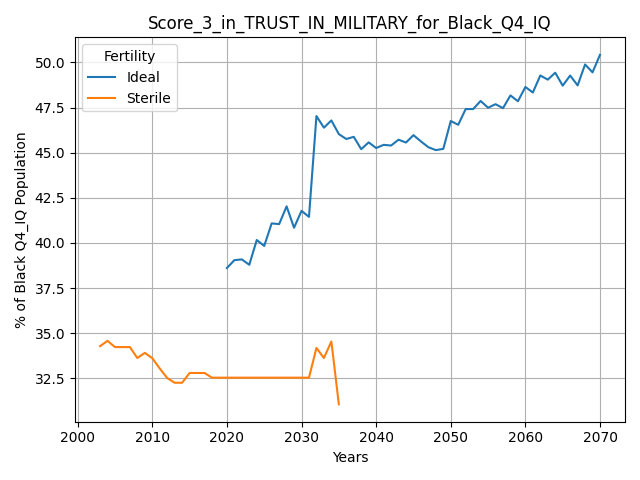 Score_3_in_TRUST_IN_MILITARY_for_Black_Q4_IQ
Fertility
Ideal
Sterile
% of Black Q4_IQ Population
50.0
47.5
45.0
42.5
40.0
37.5
35.0
32.5
2000 2010 2020 2030 2040 2050 2060 2070
Years